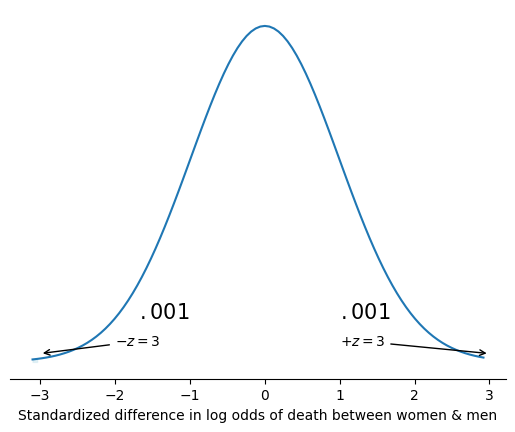 .001 .001
−z = 3 +z = 3
−3 −2 −1 0 1 2 3
Standardized difference in log odds of death between women & men